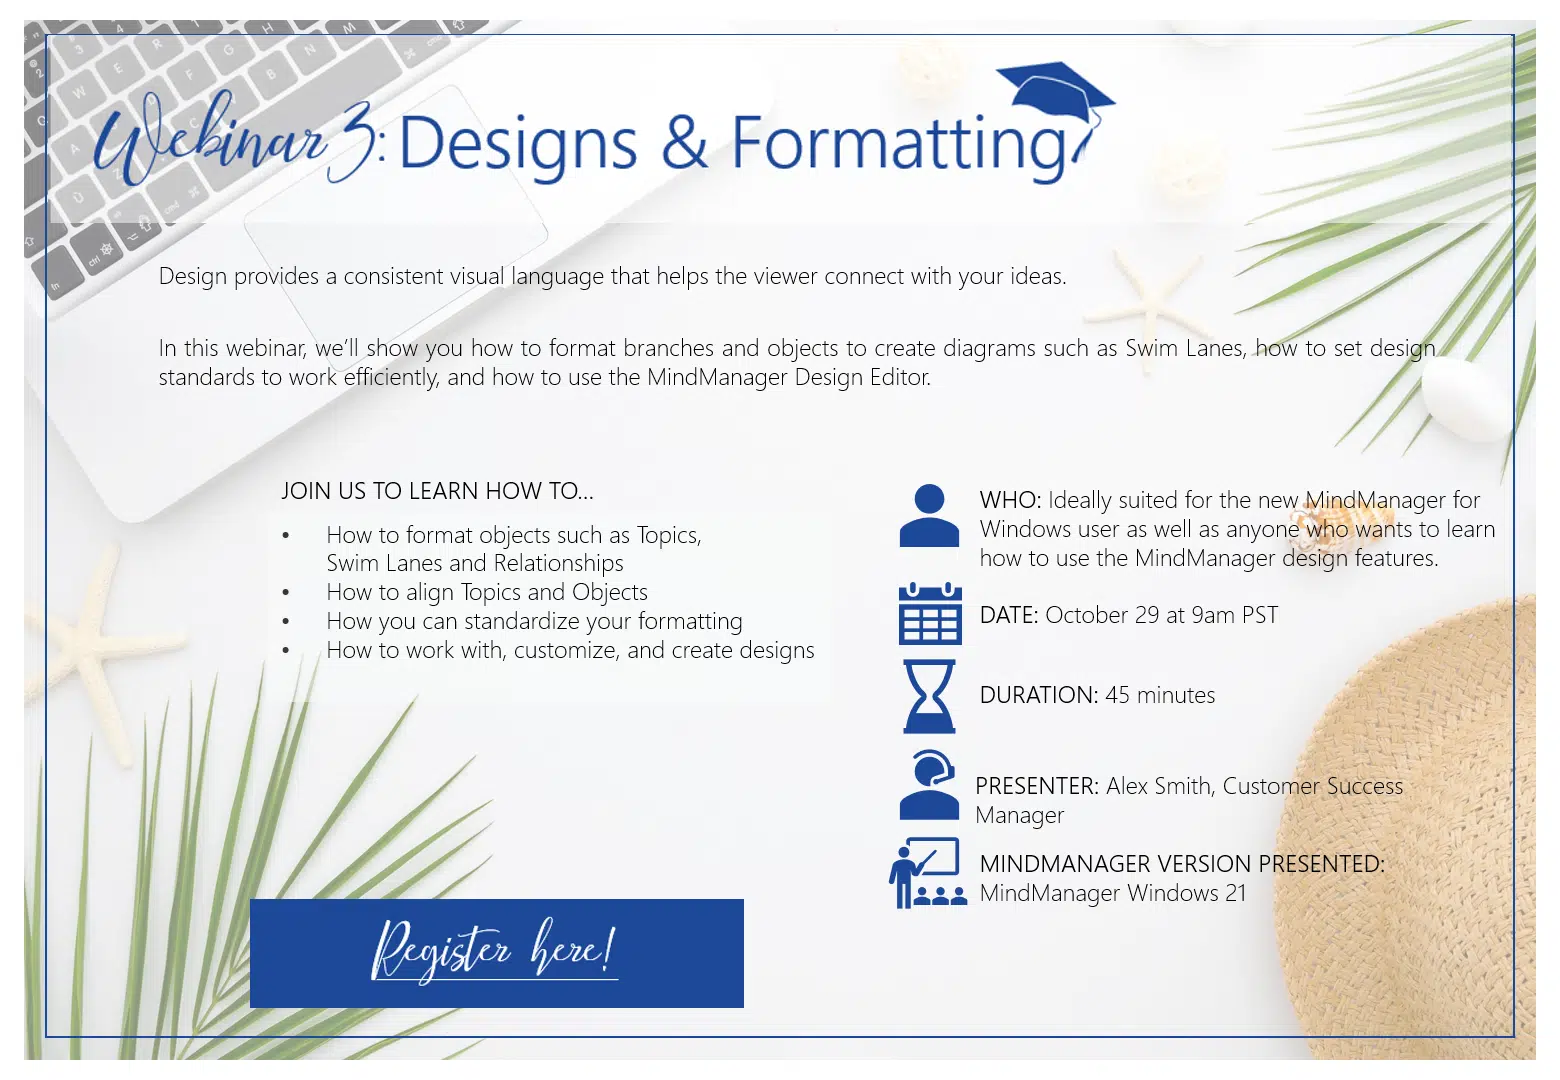 Webinar 3: Designs & Formatting
Design provides a consistent visual language that helps the viewer connect with your ideas.
In this webinar, we’ll show you how to format branches and objects to create diagrams such as Swim Lanes, how to set design
standards to work efficiently, and how to use the MindManager Design Editor.
JOIN US TO LEARN HOW TO...
• How to format objects such as Topics,
Swim Lanes and Relationships
• How to align Topics and Objects
• How you can standardize your formatting
• How to work with, customize, and create designs
WHO: Ideally suited for the new MindManager for
Windows user as well as anyone who wants to learn
how to use the MindManager design features.
DATE: October 29 at 9am PST
DURATION: 45 minutes
PRESENTER: Alex Smith, Customer Success
Manager
MINDMANAGER VERSION PRESENTED:
MindManager Windows 21
Register here!